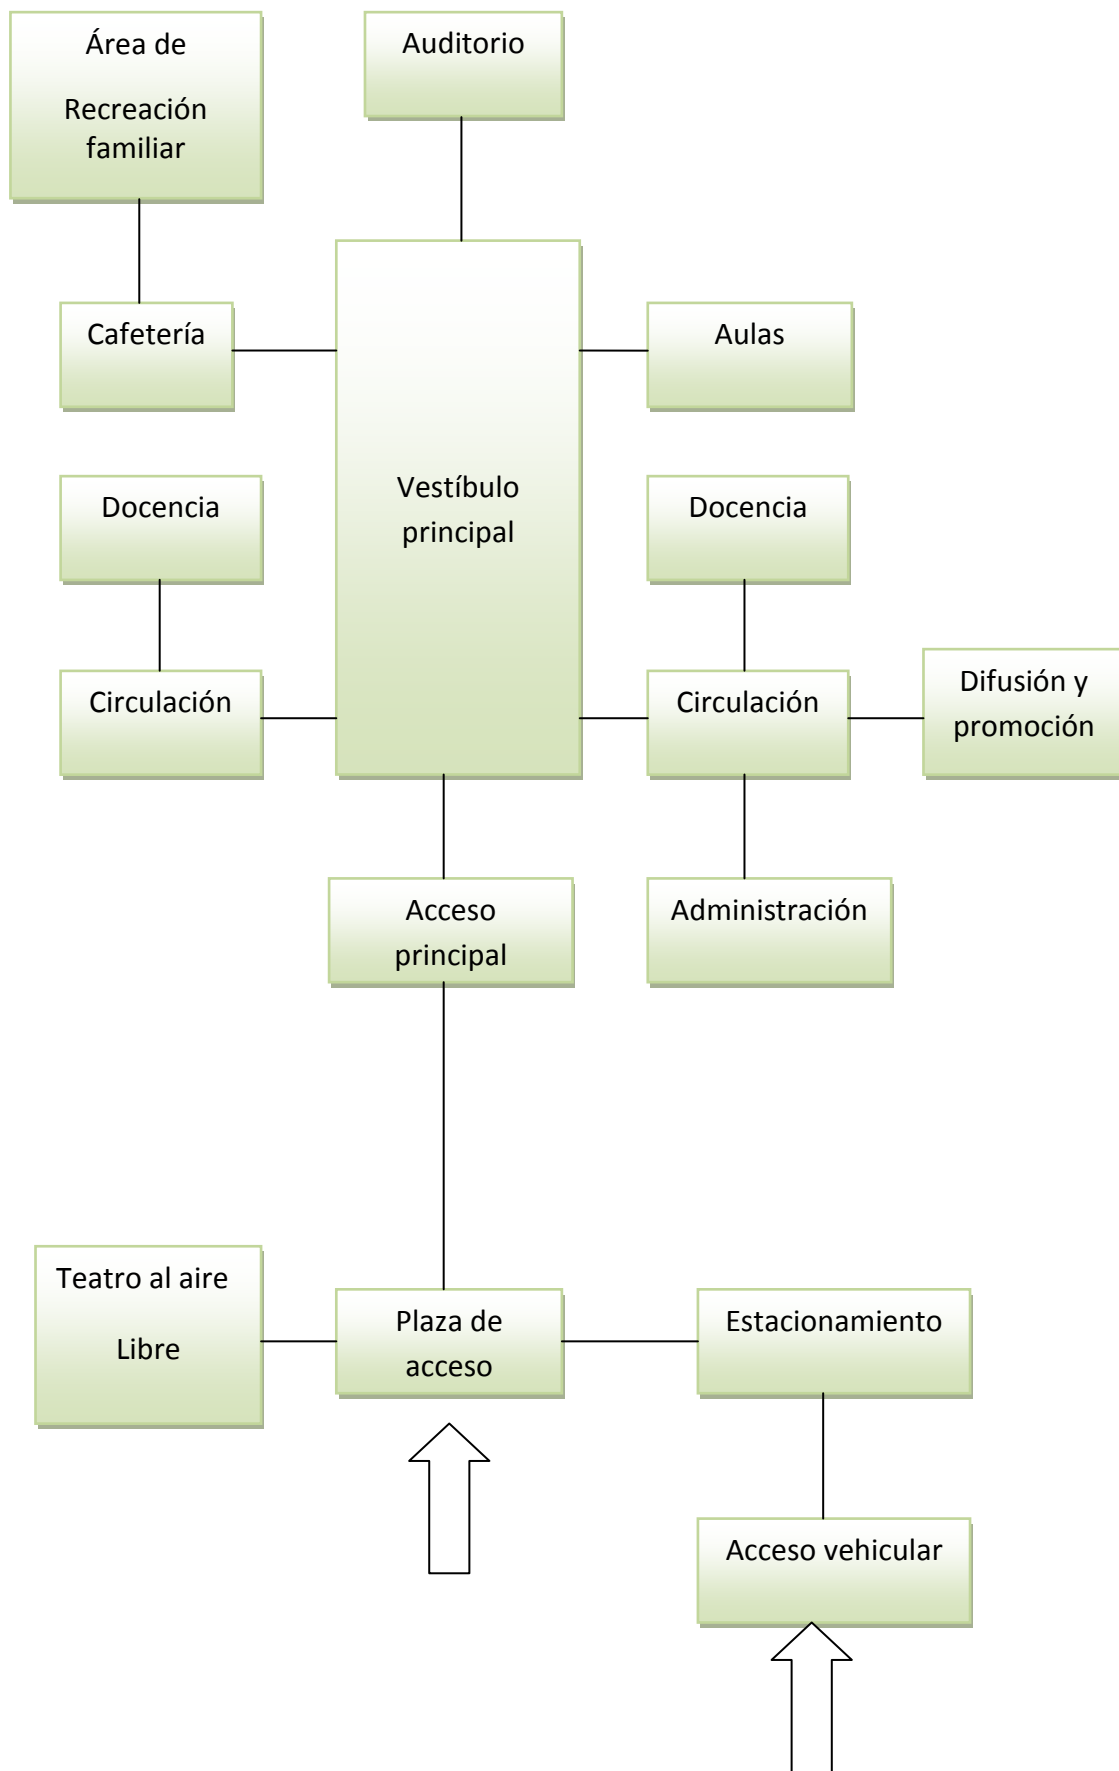 Área de
Recreación
familiar
Auditorio
Cafetería
Aulas
Docencia
Vestíbulo
principal
Docencia
Circulación
Circulación
Difusión y
promoción
Acceso
principal
Administración
Teatro al aire
Libre
Plaza de
acceso
Estacionamiento
Acceso vehicular